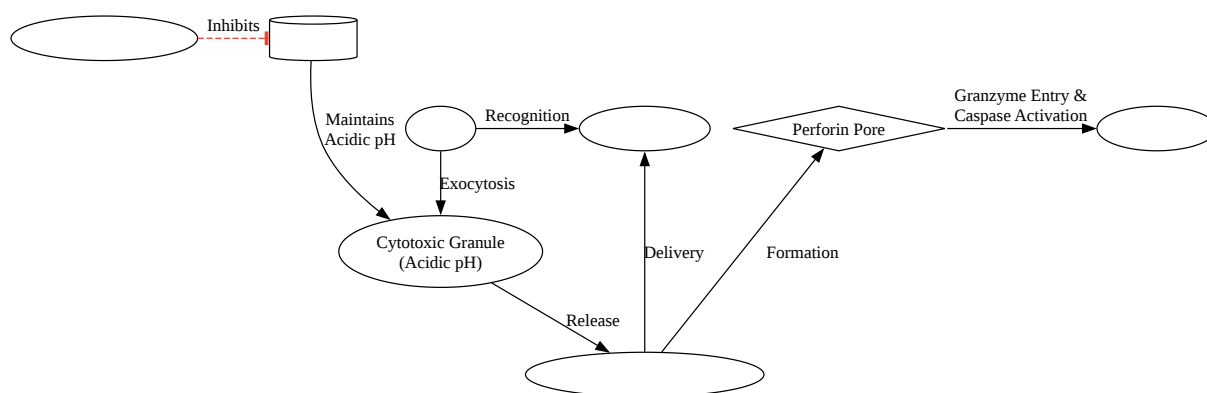 Inhibits
Maintains
Acidic pH
Recognition
Exocytosis
Cytotoxic Granule
(Acidic pH)
Release
Delivery
Formation
Perforin Pore
Granzyme Entry &
Caspase Activation